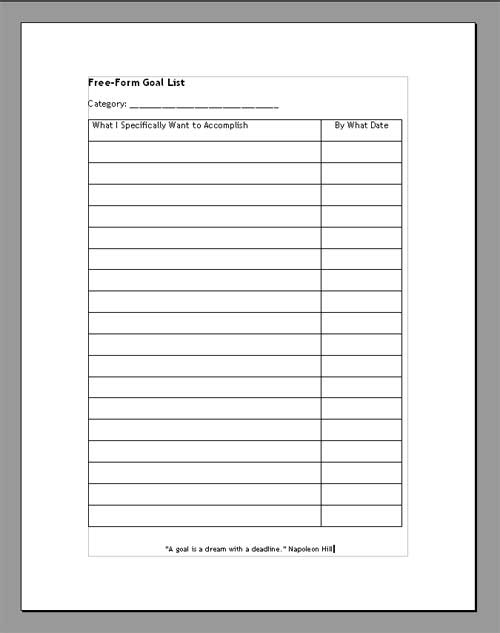 Free-Form Goal List
Category: ______________________________
What I Specifically Want to Accomplish By What Date
"A goal is a dream with a deadline." Napoleon Hill